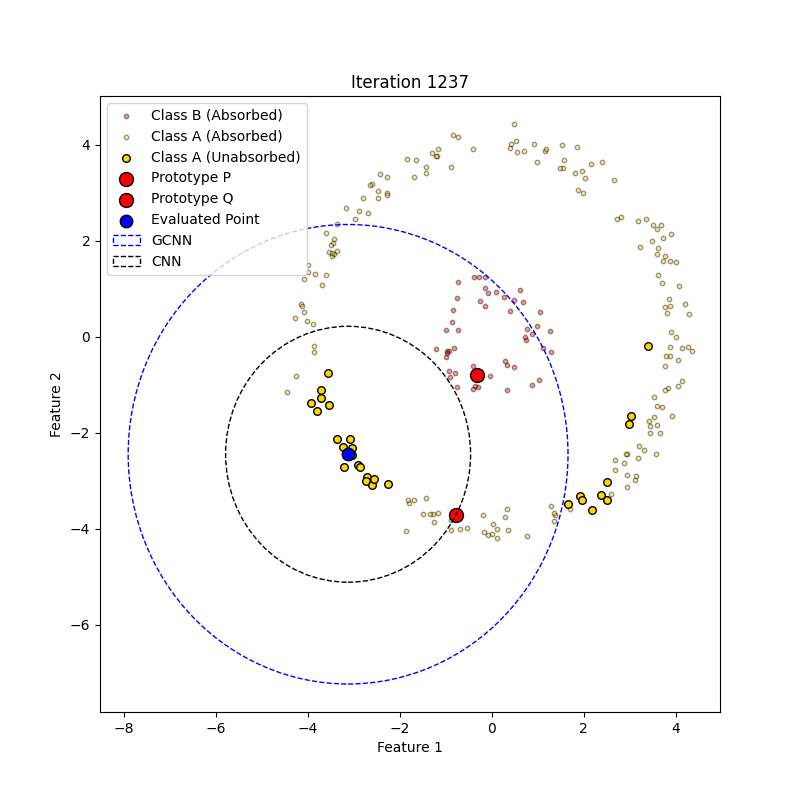 Iteration 1237
Class B (Absorbed)
Class A (Absorbed)
Class A (Unabsorbed)
Prototype P
Prototype Q
Evaluated Point
GCNN
CNN
4
2
0
−2
−4
−6
Feature 2
−8 −6 −4 −2 0 2 4
Feature 1